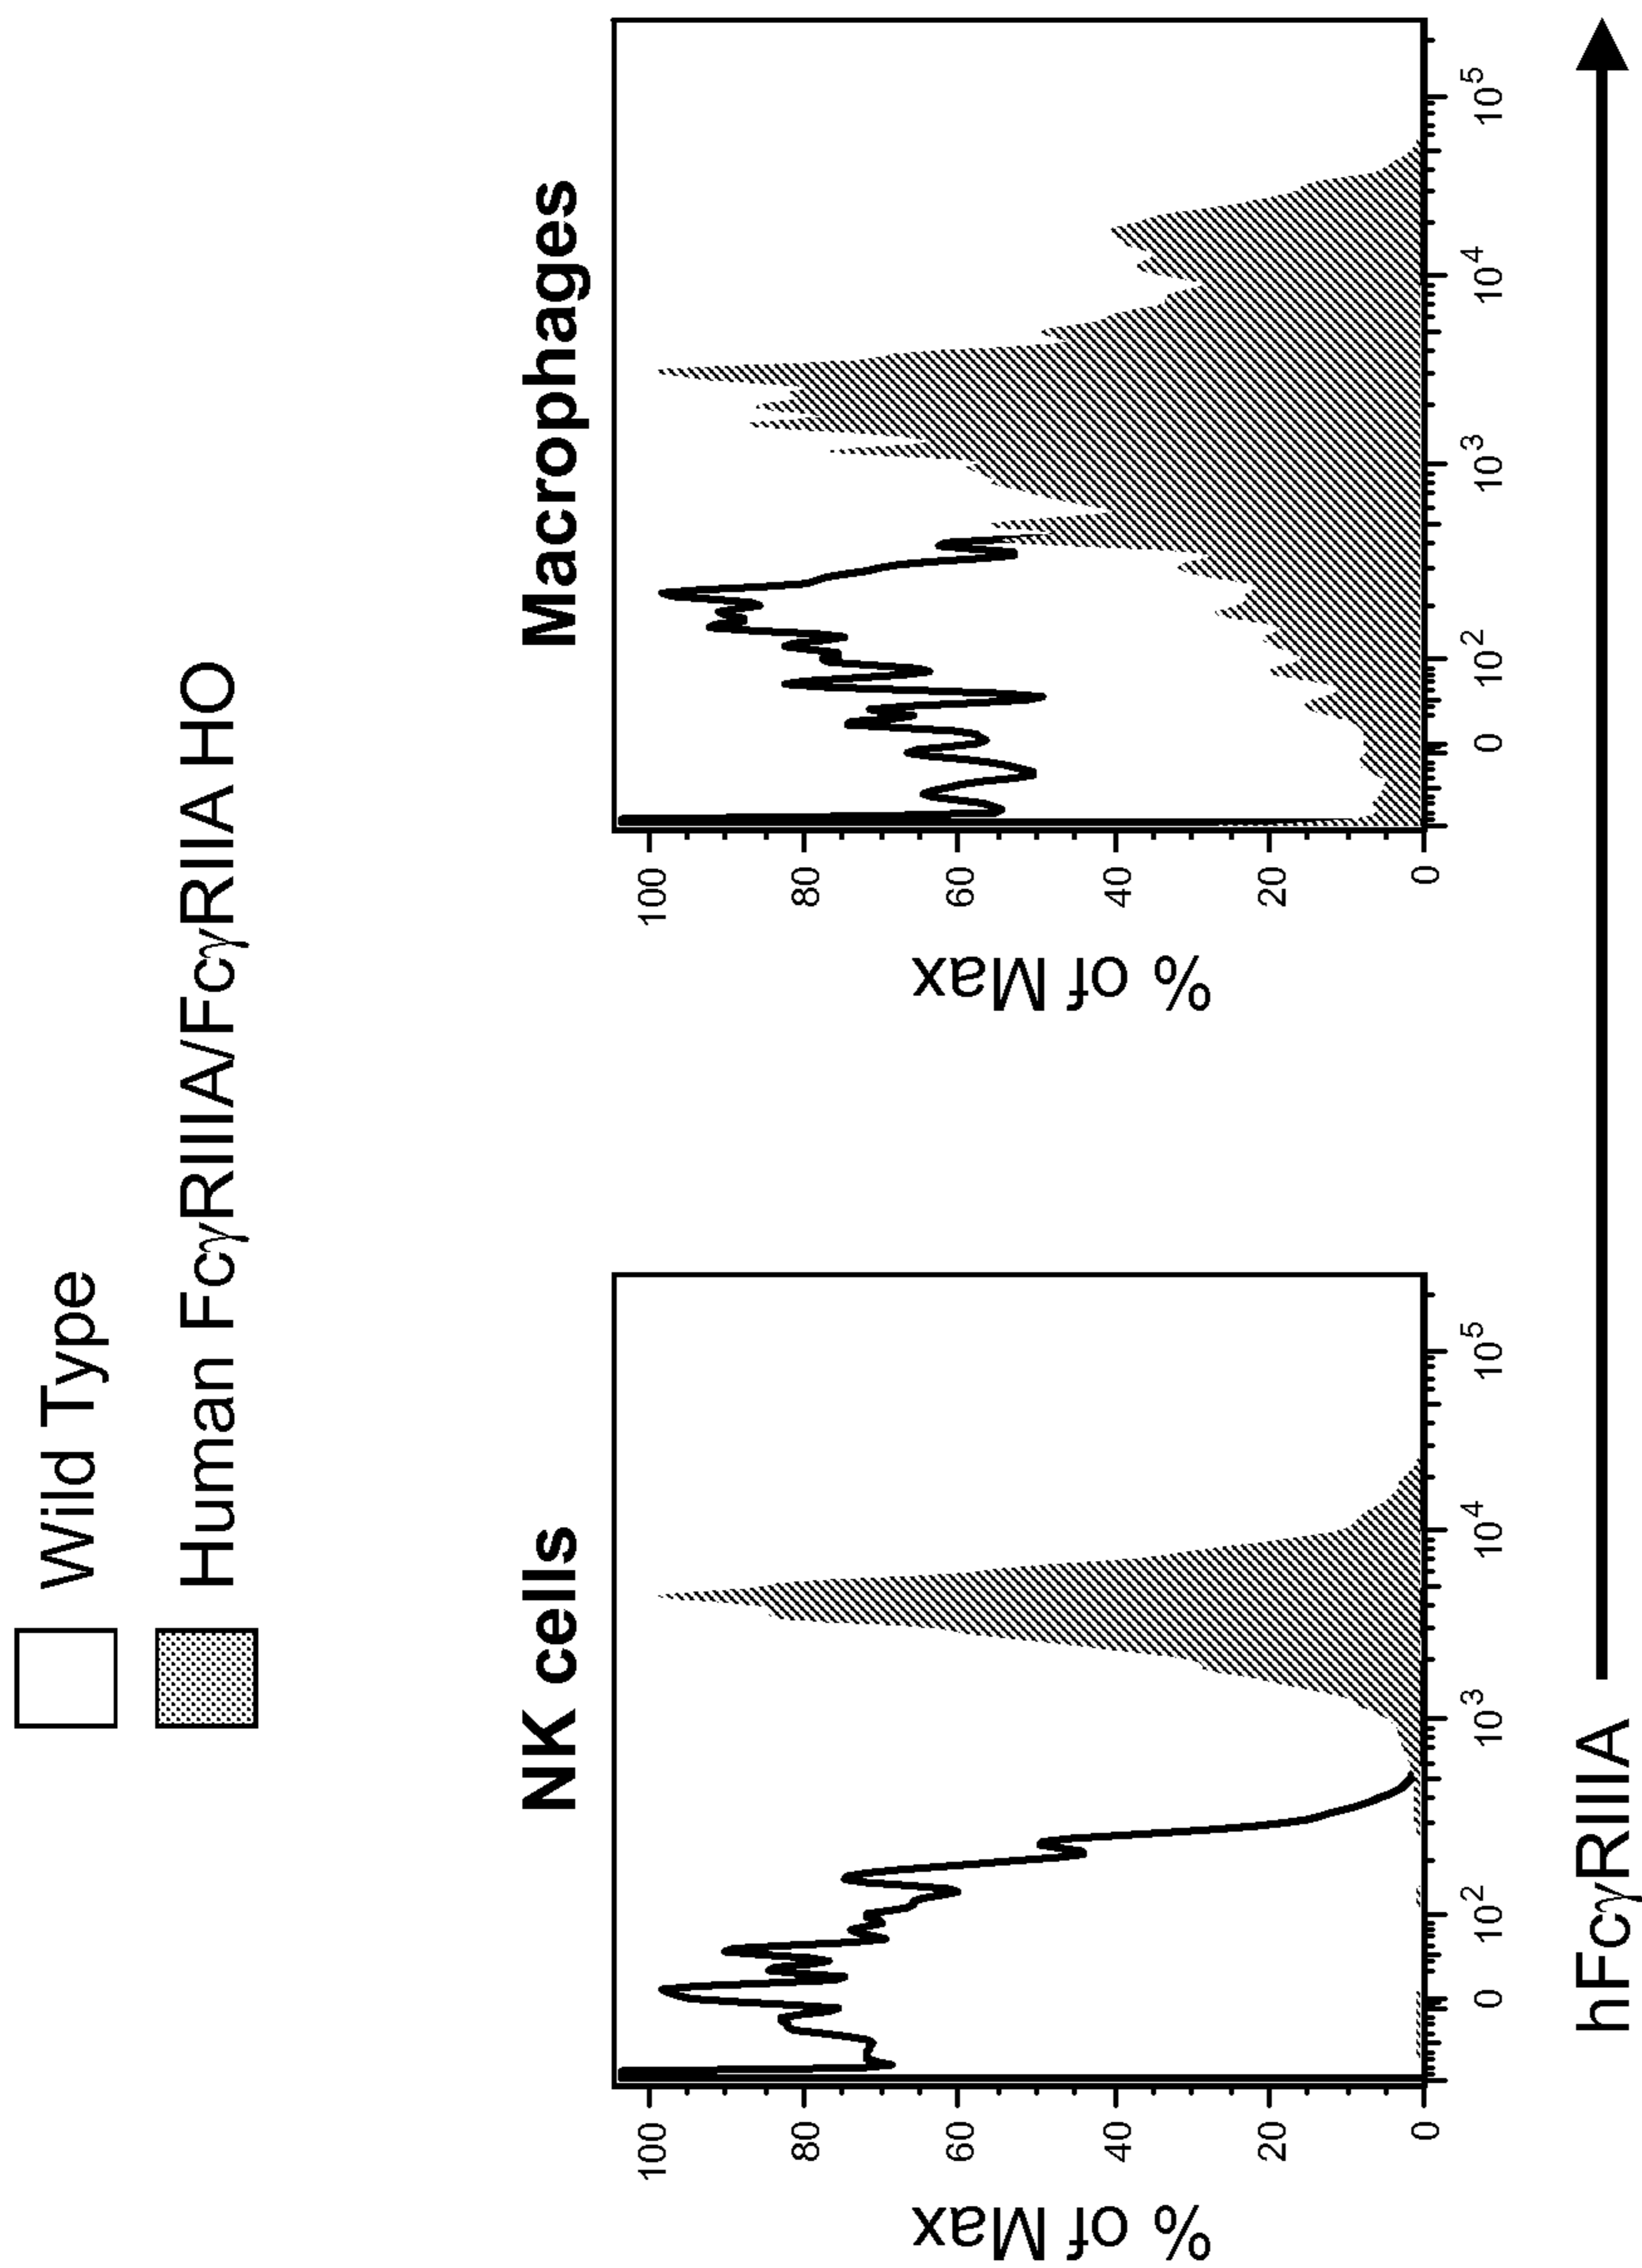 Wild Type
Human FcγRIIIA/FcγRIIA HO
NK cells
% of Max
100
80
60
40
20
0
0 10² 10³ 10⁴ 10⁵
Macrophages
% of Max
100
80
60
40
20
0
0 10² 10³ 10⁴ 10⁵
hFcγRIIIA